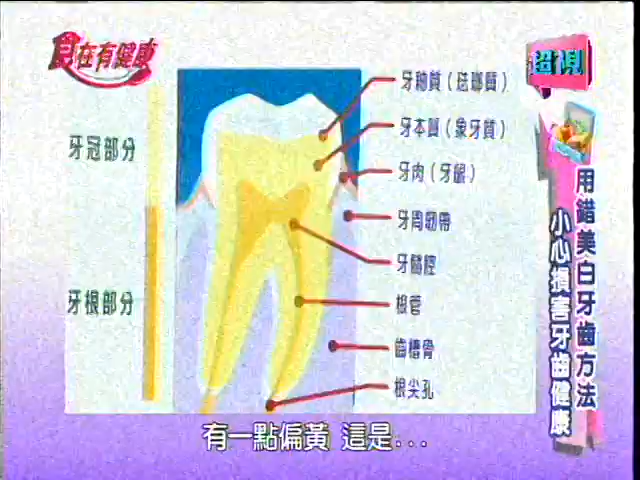 食在有健康
超視
牙冠部分
牙根部分
牙釉質（琺瑯質）
牙本質（象牙質）
牙肉（牙齦）
牙周韌帶
牙髓腔
根管
齒槽骨
根尖孔
用錯美白牙齒方法
小心損害牙齒健康
有一點偏黃 這是...